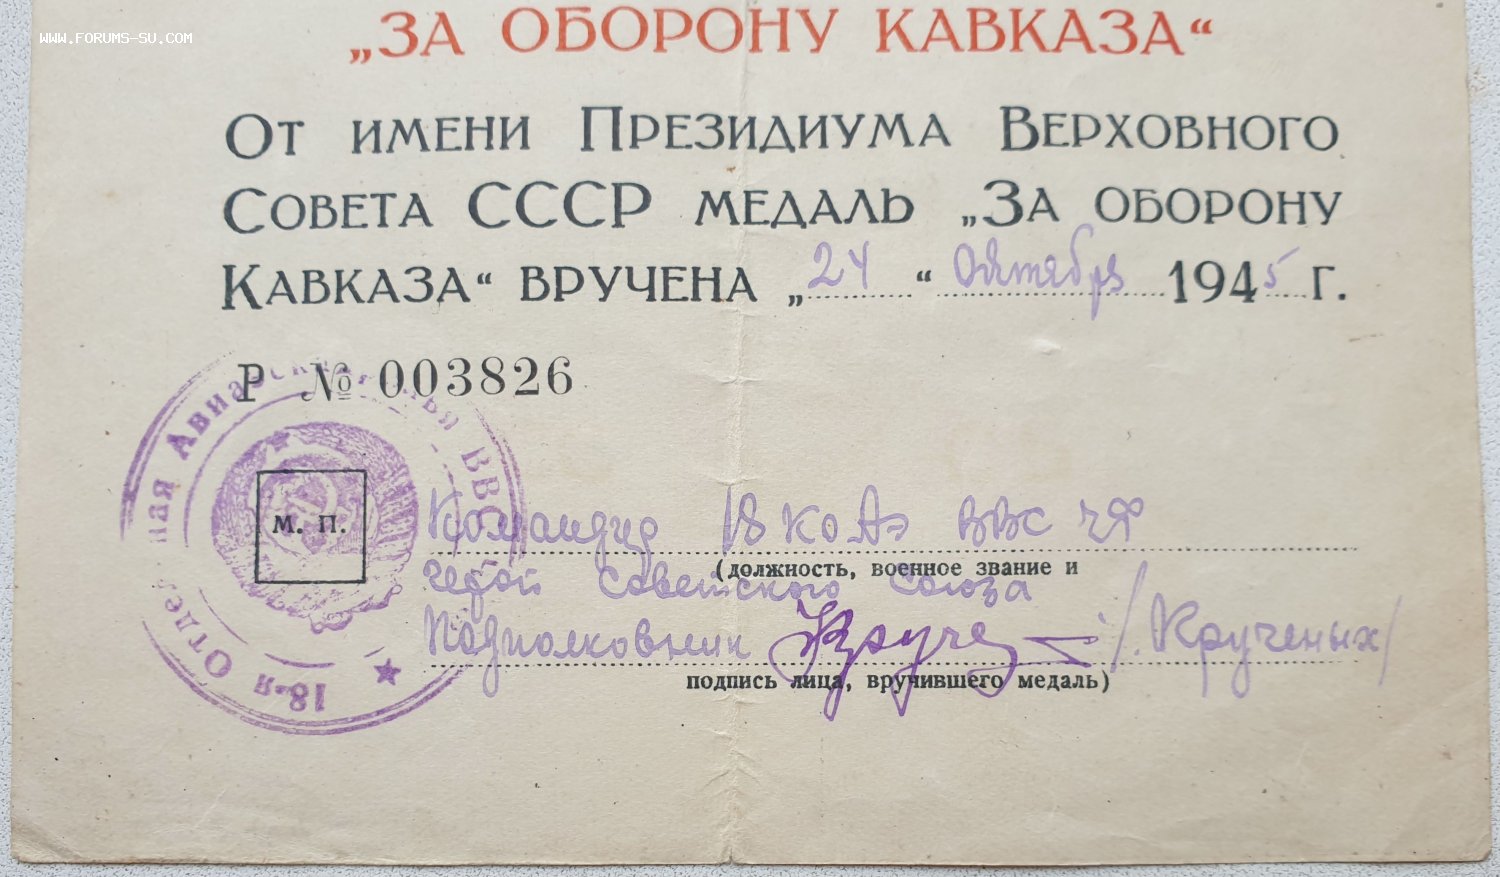 WWW.FORUMS-SU.COM
„ЗА ОБОРОНУ КАВКАЗА“
От имени Президиума Верховного
Совета СССР медаль „За оборону
Кавказа“ вручена „24“ Октября 1945 г.
Р № 003826
18-я Отдельная Авиа ВВС
м. п.
Командир 18 КОАЭ ВВС ЧФ
(должность, военное звание и
герой Советского Союза
Подполковник /Крученых/
подпись лица, вручившего медаль)